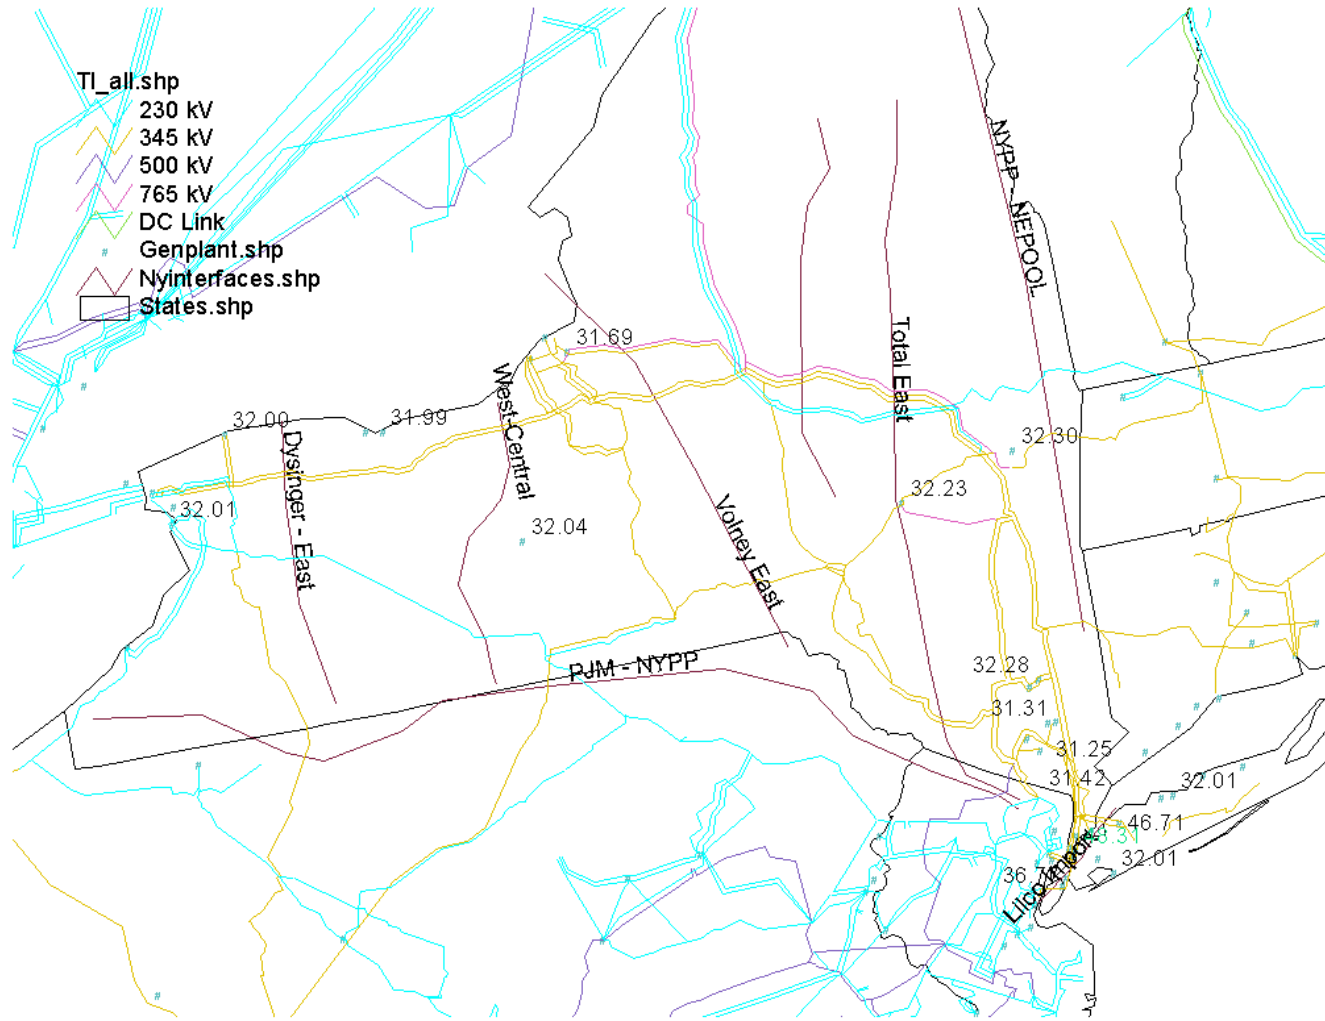 Tl_all.shp
230 kV
345 kV
500 kV
765 kV
DC Link
Genplant.shp
Nyinterfaces.shp
States.shp
NYPP - NEPOOL
31.69
Total East
West-Central
32.00
31.99
Dysinger - East
32.30
32.23
32.01
32.04
Volney East
PJM - NYPP
32.28
31.31
31.25
31.42
32.01
46.71
32.01
Lilco Import